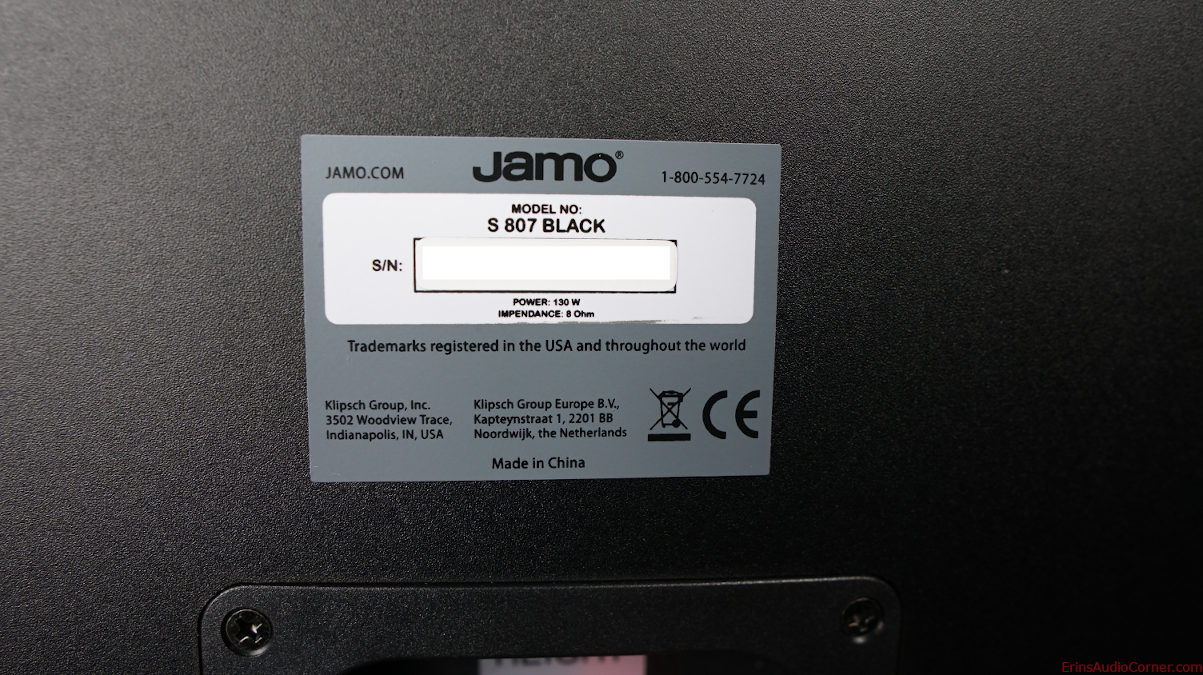 JAMO.COM
Jamo®
1-800-554-7724
MODEL NO:
S 807 BLACK
S/N:
POWER: 130 W
IMPENDANCE: 8 Ohm
Trademarks registered in the USA and throughout the world
Klipsch Group, Inc.
3502 Woodview Trace,
Indianapolis, IN, USA
Klipsch Group Europe B.V.,
Kapteynstraat 1, 2201 BB
Noordwijk, the Netherlands
CE
Made in China
HEIGHT
ErinsAudioCorner.com